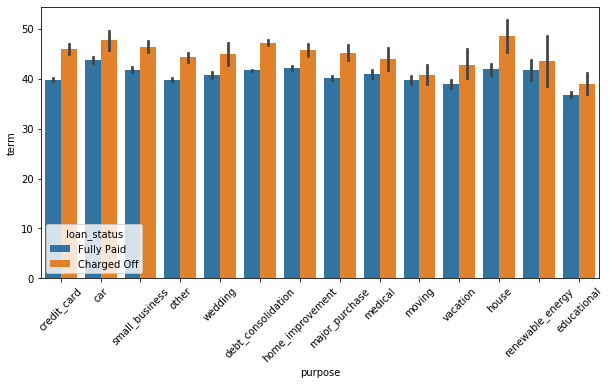 50
40
30
20
10
0
term
loan_status
Fully Paid
Charged Off
credit_card
car
small_business
other
wedding
debt_consolidation
home_improvement
major_purchase
medical
moving
vacation
house
renewable_energy
educational
purpose